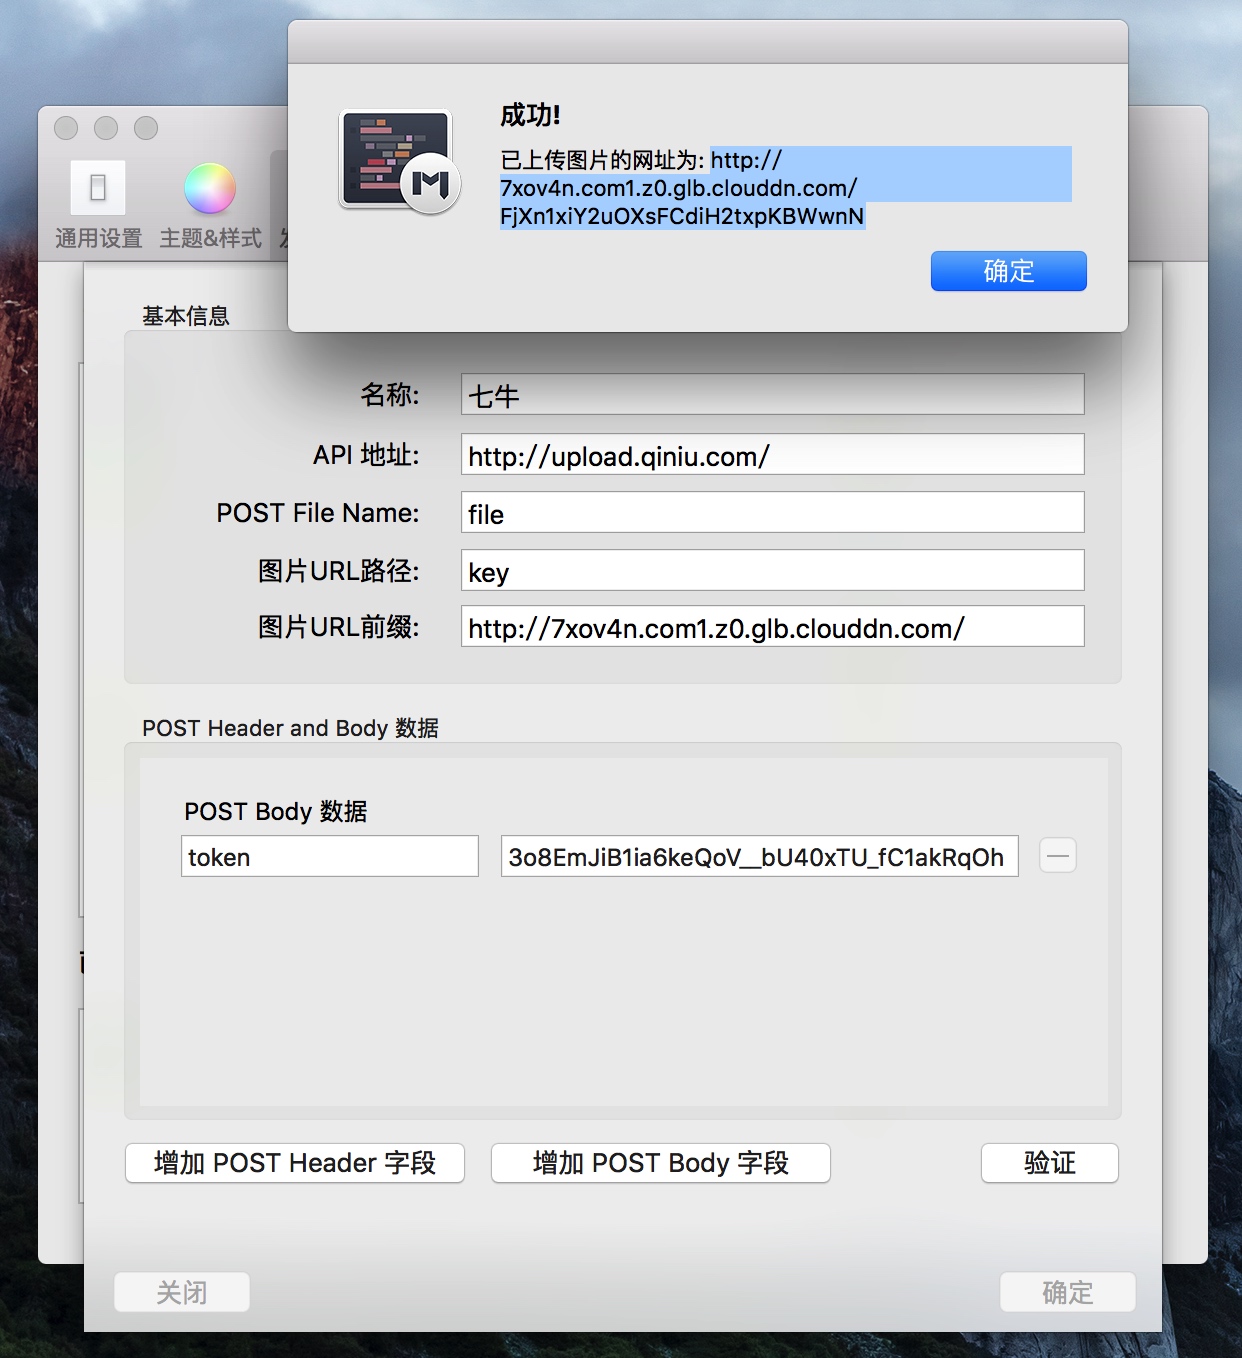 成功!
已上传图片的网址为: http://
7xov4n.com1.z0.glb.clouddn.com/
FjXn1xiY2uOXsFCdiH2txpKBWwnN
确定
通用设置
主题&样式
基本信息
名称:
七牛
API 地址:
http://upload.qiniu.com/
POST File Name:
file
图片URL路径:
key
图片URL前缀:
http://7xov4n.com1.z0.glb.clouddn.com/
POST Header and Body 数据
POST Body 数据
token
3o8EmJiB1ia6keQoV__bU40xTU_fC1akRqOh
增加 POST Header 字段
增加 POST Body 字段
验证
关闭
确定